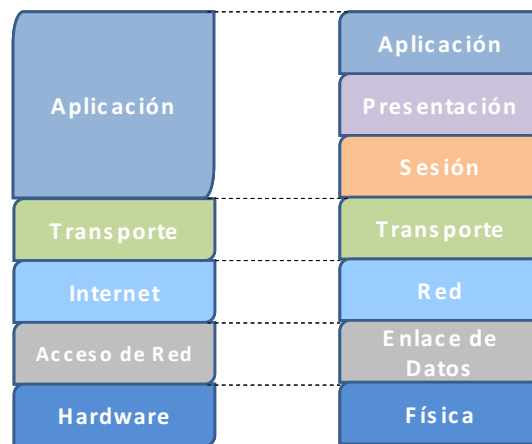 Aplicación
Transporte
Internet
Acceso de Red
Hardware
Aplicación
Presentación
Sesión
Transporte
Red
Enlace de
Datos
Física